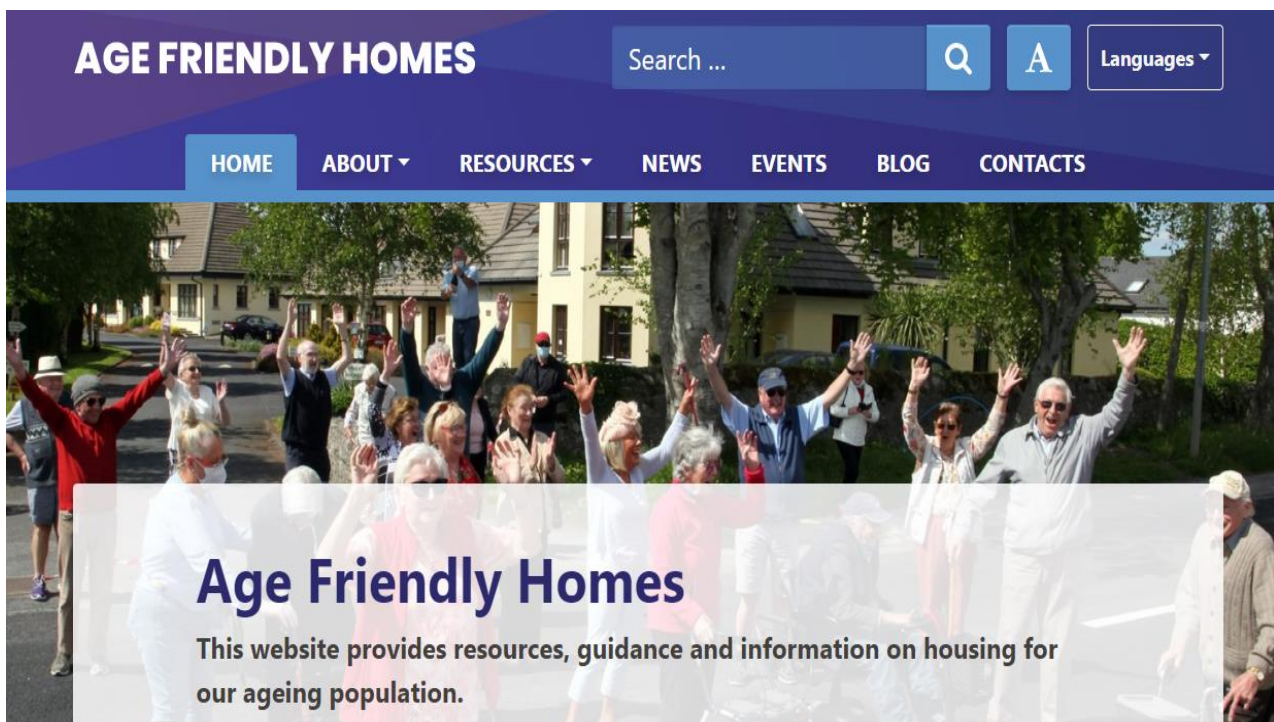 AGE FRIENDLY HOMES
Search ...
A
Languages
HOME ABOUT RESOURCES NEWS EVENTS BLOG CONTACTS
Age Friendly Homes
This website provides resources, guidance and information on housing for
our ageing population.